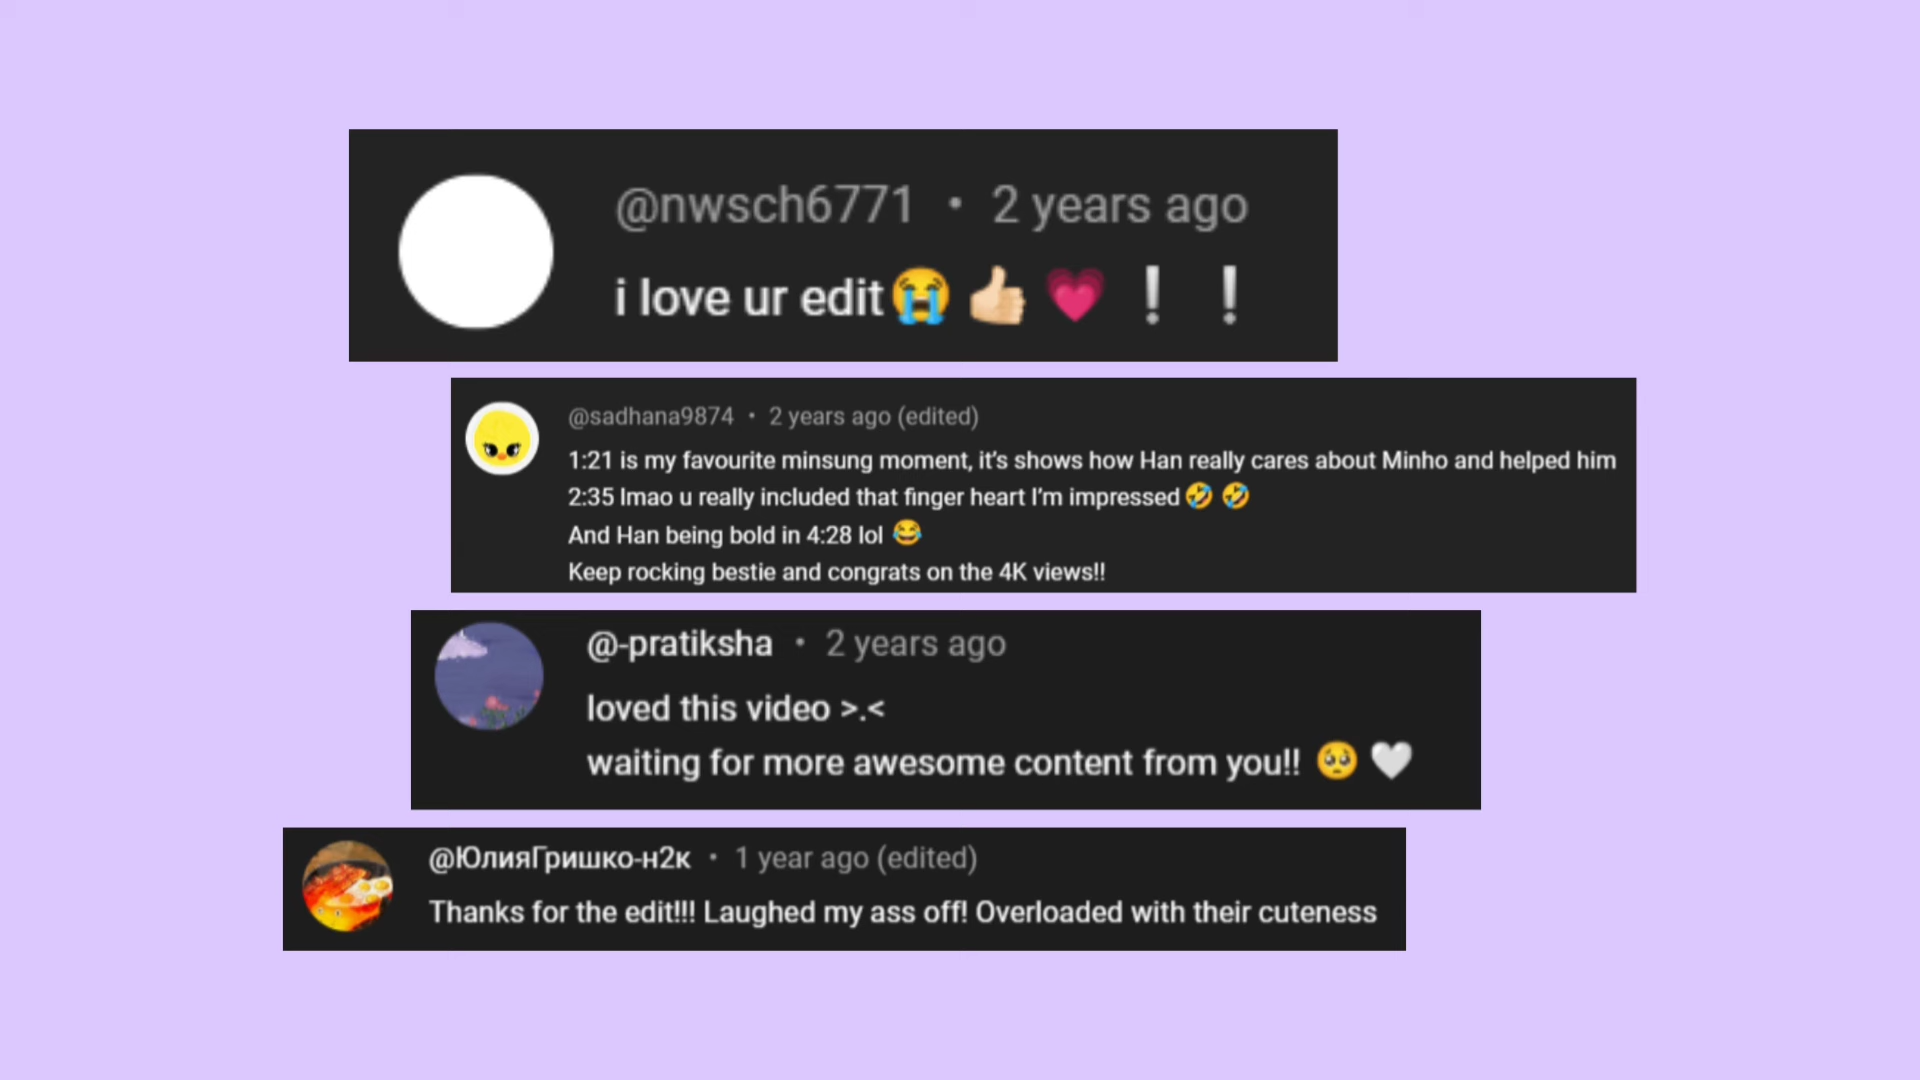 @nwsch6771 • 2 years ago
i love ur edit😭👍🏻💗❕❕
@sadhana9874 • 2 years ago (edited)
1:21 is my favourite minsung moment, it's shows how Han really cares about Minho and helped him
2:35 lmao u really included that finger heart I'm impressed🤣🤣
And Han being bold in 4:28 lol 😂
Keep rocking bestie and congrats on the 4K views!!
@-pratiksha • 2 years ago
loved this video >.<
waiting for more awesome content from you!! 🥺🤍
@ЮлияГришко-н2к • 1 year ago (edited)
Thanks for the edit!!! Laughed my ass off! Overloaded with their cuteness